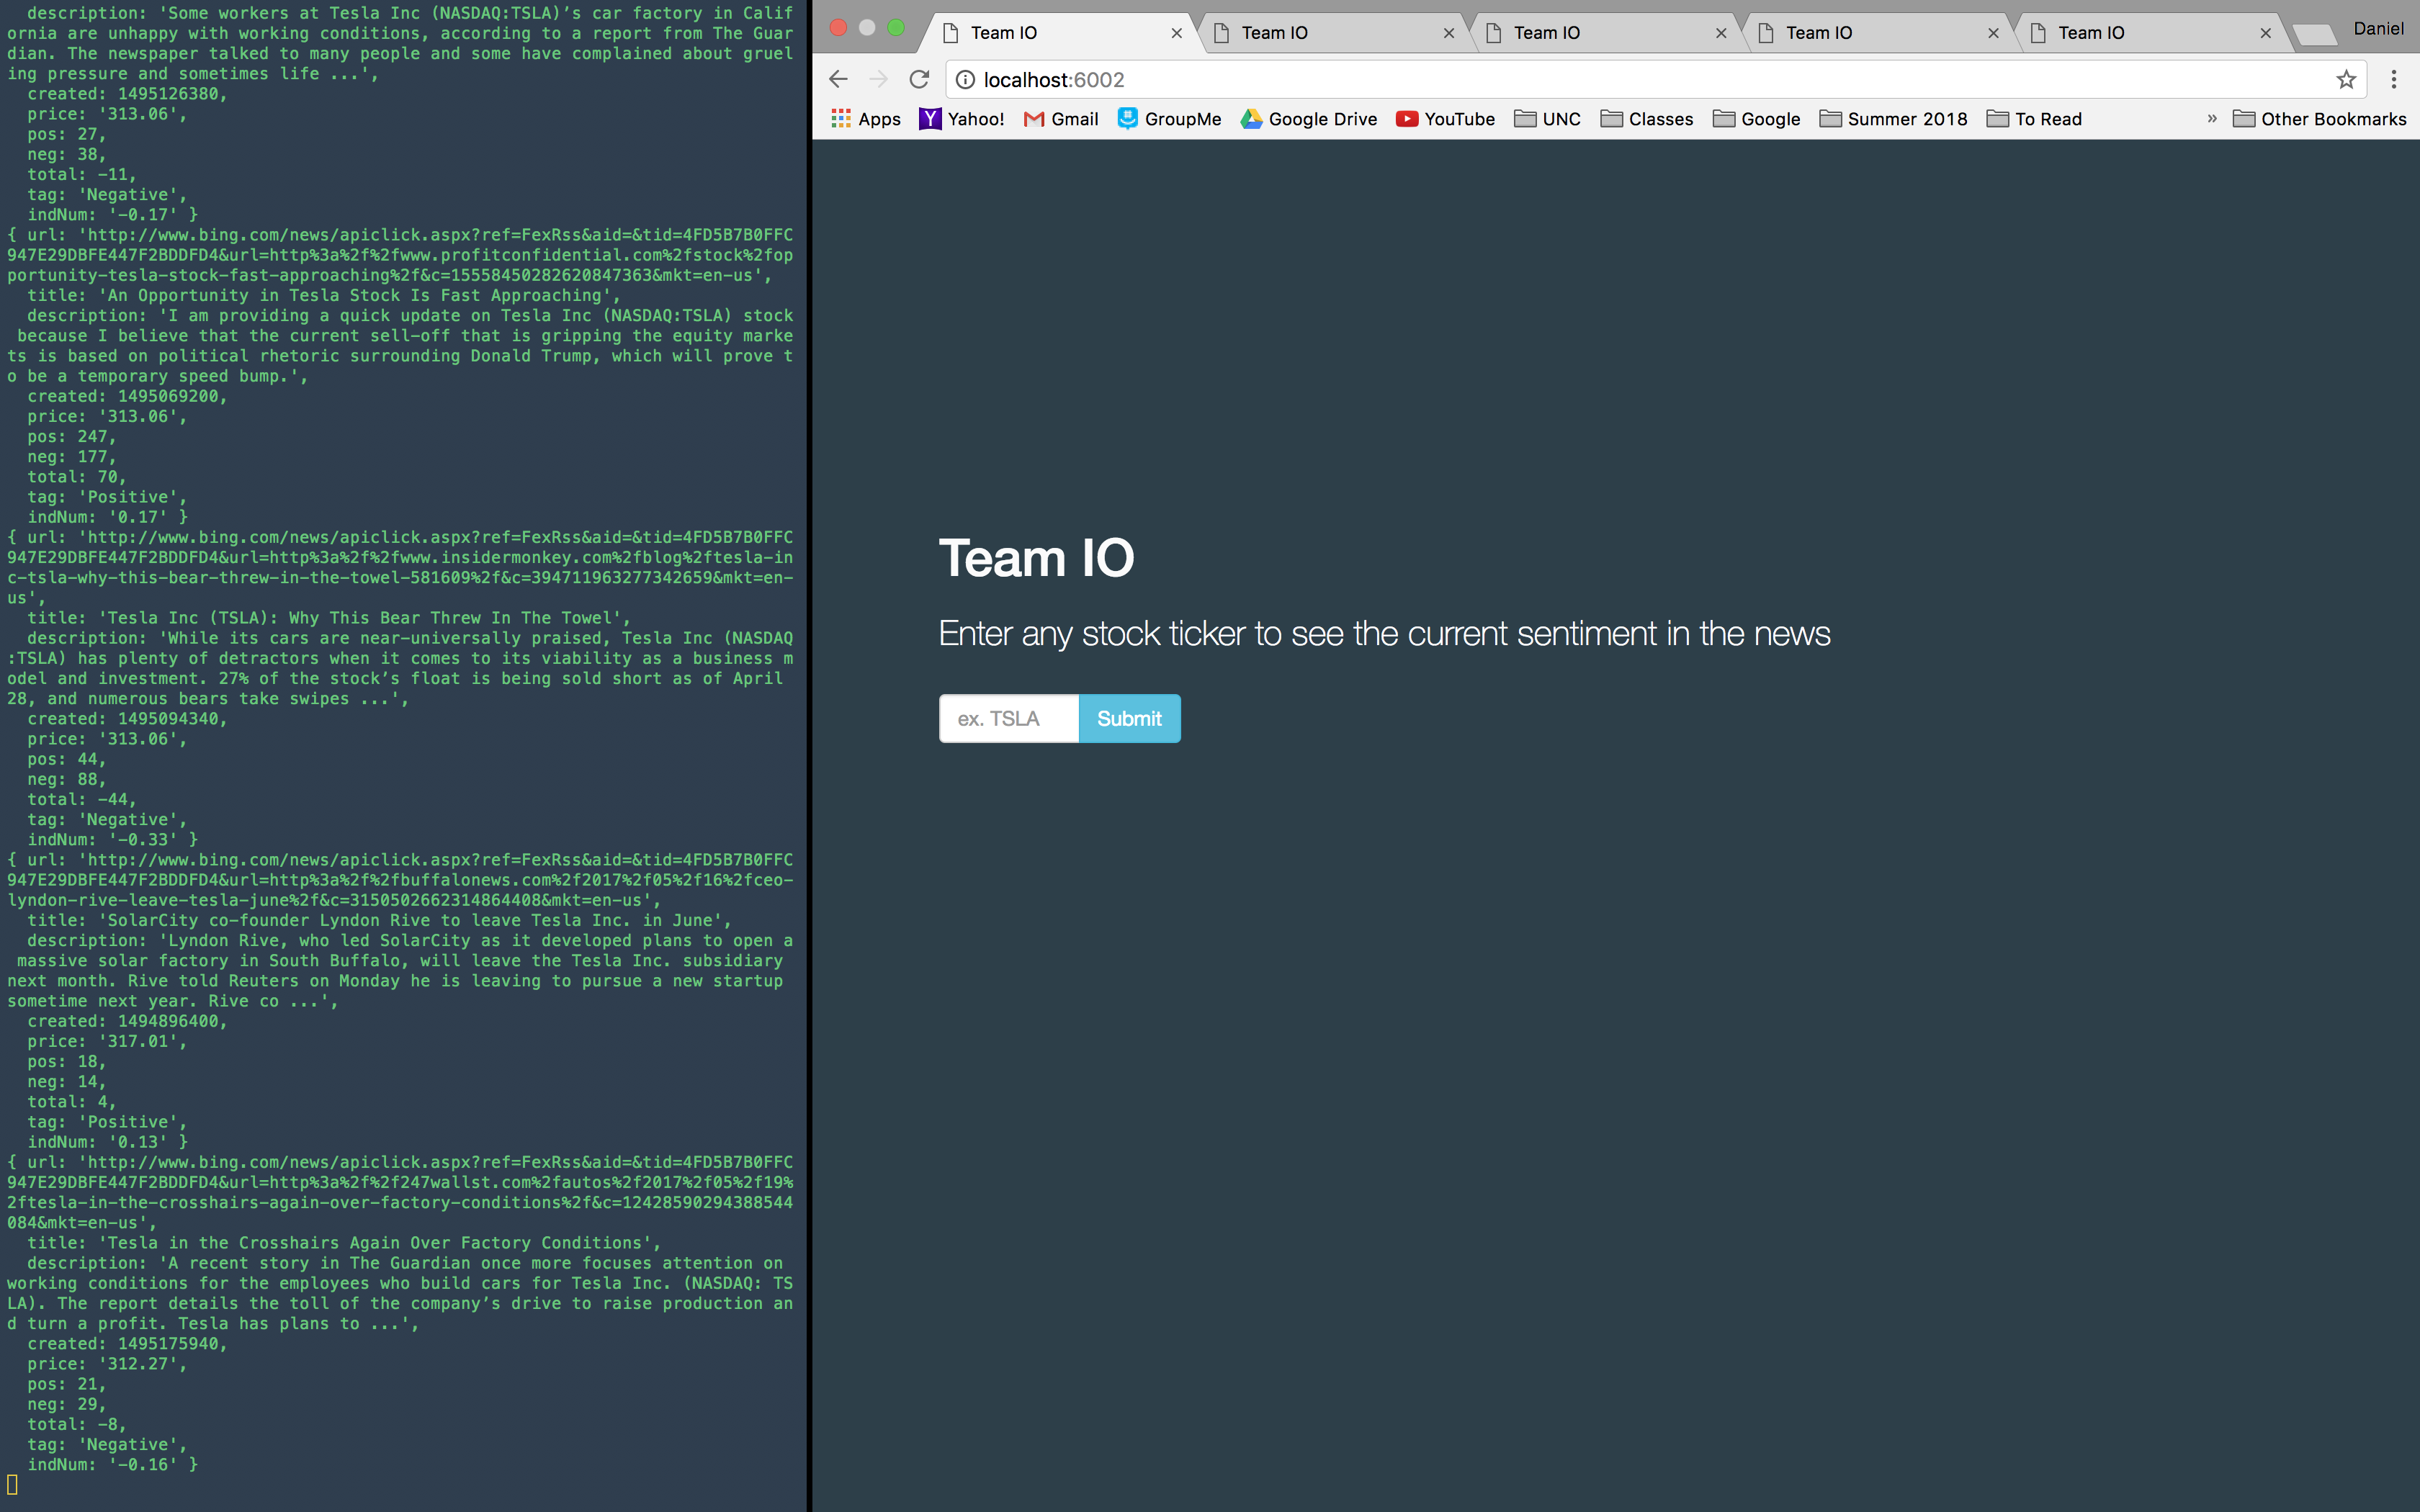 description: 'Some workers at Tesla Inc (NASDAQ:TSLA)’s car factory in Calif
ornia are unhappy with working conditions, according to a report from The Guar
dian. The newspaper talked to many people and some have complained about gruel
ing pressure and sometimes life ...',
  created: 1495126380,
  price: '313.06',
  pos: 27,
  neg: 38,
  total: -11,
  tag: 'Negative',
  indNum: '-0.17' }
{ url: 'http://www.bing.com/news/apiclick.aspx?ref=FexRss&aid=&tid=4FD5B7B0FFC
947E29DBFE447F2BDDFD4&url=http%3a%2f%2fwww.profitconfidential.com%2fstock%2fop
portunity-tesla-stock-fast-approaching%2f&c=15558450282620847363&mkt=en-us',
  title: 'An Opportunity in Tesla Stock Is Fast Approaching',
  description: 'I am providing a quick update on Tesla Inc (NASDAQ:TSLA) stock
 because I believe that the current sell-off that is gripping the equity marke
ts is based on political rhetoric surrounding Donald Trump, which will prove t
o be a temporary speed bump.',
  created: 1495069200,
  price: '313.06',
  pos: 247,
  neg: 177,
  total: 70,
  tag: 'Positive',
  indNum: '0.17' }
{ url: 'http://www.bing.com/news/apiclick.aspx?ref=FexRss&aid=&tid=4FD5B7B0FFC
947E29DBFE447F2BDDFD4&url=http%3a%2f%2fwww.insidermonkey.com%2fblog%2ftesla-in
c-tsla-why-this-bear-threw-in-the-towel-581609%2f&c=394711963277342659&mkt=en-
us',
  title: 'Tesla Inc (TSLA): Why This Bear Threw In The Towel',
  description: 'While its cars are near-universally praised, Tesla Inc (NASDAQ
:TSLA) has plenty of detractors when it comes to its viability as a business m
odel and investment. 27% of the stock’s float is being sold short as of April
28, and numerous bears take swipes ...',
  created: 1495094340,
  price: '313.06',
  pos: 44,
  neg: 88,
  total: -44,
  tag: 'Negative',
  indNum: '-0.33' }
{ url: 'http://www.bing.com/news/apiclick.aspx?ref=FexRss&aid=&tid=4FD5B7B0FFC
947E29DBFE447F2BDDFD4&url=http%3a%2f%2fbuffalonews.com%2f2017%2f05%2f16%2fceo-
lyndon-rive-leave-tesla-june%2f&c=3150502662314864408&mkt=en-us',
  title: 'SolarCity co-founder Lyndon Rive to leave Tesla Inc. in June',
  description: 'Lyndon Rive, who led SolarCity as it developed plans to open a
 massive solar factory in South Buffalo, will leave the Tesla Inc. subsidiary
next month. Rive told Reuters on Monday he is leaving to pursue a new startup
sometime next year. Rive co ...',
  created: 1494896400,
  price: '317.01',
  pos: 18,
  neg: 14,
  total: 4,
  tag: 'Positive',
  indNum: '0.13' }
{ url: 'http://www.bing.com/news/apiclick.aspx?ref=FexRss&aid=&tid=4FD5B7B0FFC
947E29DBFE447F2BDDFD4&url=http%3a%2f%2f247wallst.com%2fautos%2f2017%2f05%2f19%
2ftesla-in-the-crosshairs-again-over-factory-conditions%2f&c=12428590294388544
084&mkt=en-us',
  title: 'Tesla in the Crosshairs Again Over Factory Conditions',
  description: 'A recent story in The Guardian once more focuses attention on
working conditions for the employees who build cars for Tesla Inc. (NASDAQ: TS
LA). The report details the toll of the company’s drive to raise production an
d turn a profit. Tesla has plans to ...',
  created: 1495175940,
  price: '312.27',
  pos: 21,
  neg: 29,
  total: -8,
  tag: 'Negative',
  indNum: '-0.16' }
Team IO Team IO Team IO Team IO Team IO Daniel
localhost:6002
Apps Yahoo! Gmail GroupMe Google Drive YouTube UNC Classes Google Summer 2018 To Read » Other Bookmarks
Team IO
Enter any stock ticker to see the current sentiment in the news
ex. TSLA Submit